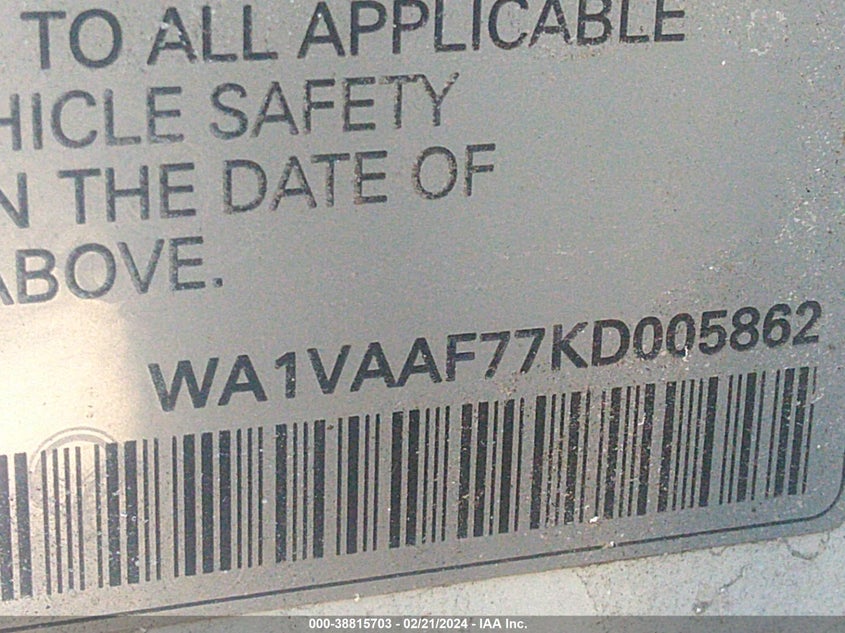 TO ALL APPLICABLE
HICLE SAFETY
N THE DATE OF
ABOVE.
WA1VAAF77KD005862
000-38815703 - 02/21/2024 - IAA Inc.